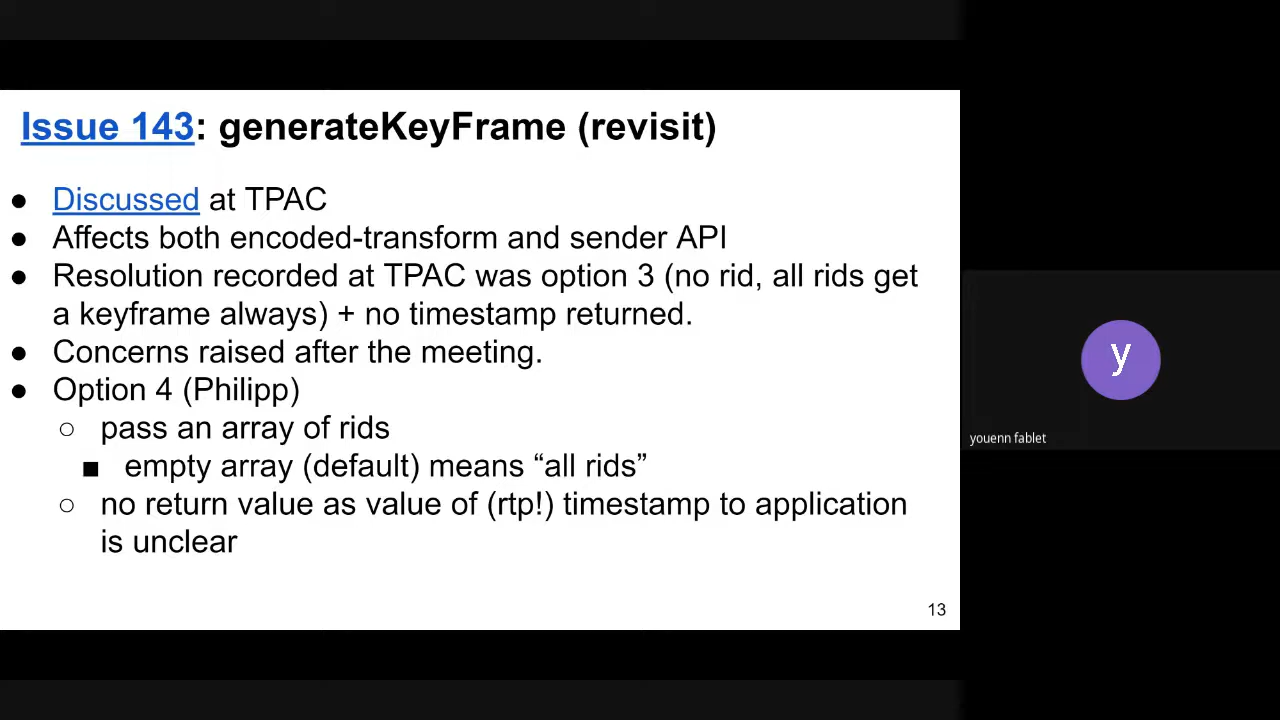 Issue 143: generateKeyFrame (revisit)
● Discussed at TPAC
● Affects both encoded-transform and sender API
● Resolution recorded at TPAC was option 3 (no rid, all rids get
a keyframe always) + no timestamp returned.
● Concerns raised after the meeting.
● Option 4 (Philipp)
○ pass an array of rids
■ empty array (default) means “all rids”
○ no return value as value of (rtp!) timestamp to application
is unclear
13
y
youenn fablet